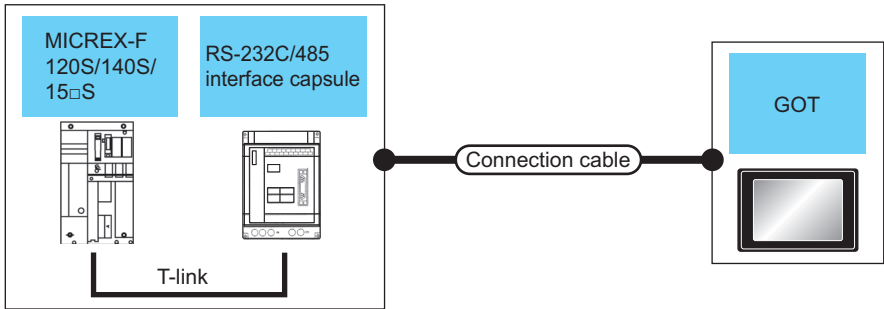 MICREX-F
120S/140S/
15□S
RS-232C/485
interface capsule
GOT
Connection cable
T-link